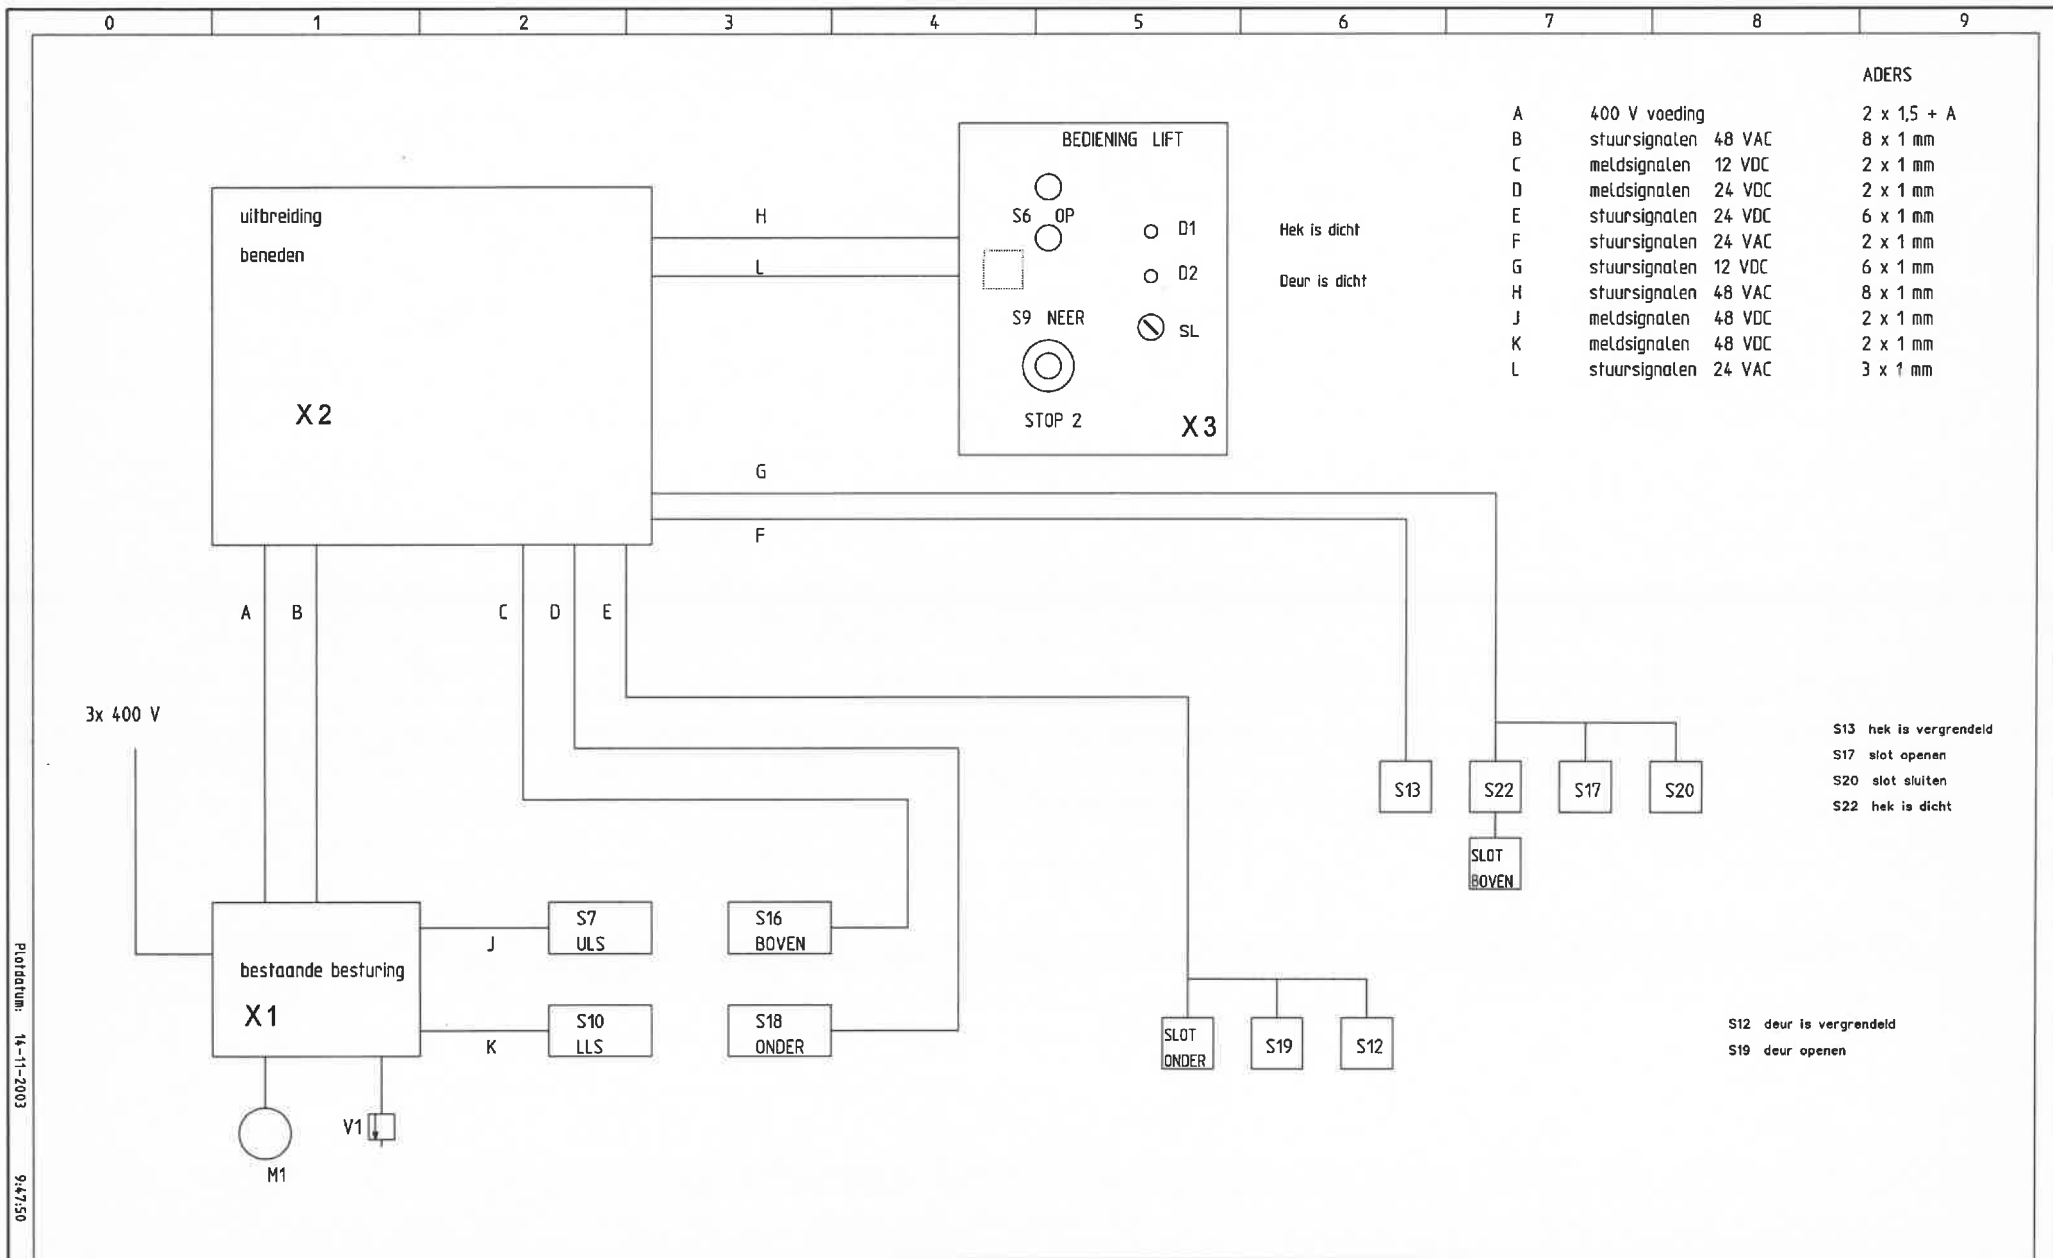 0 1 2 3 4 5 6 7 8 9
ADERS
A 400 V voeding 2 x 1,5 + A
B stuursignalen 48 VAC 8 x 1 mm
C meldsignalen 12 VDC 2 x 1 mm
D meldsignalen 24 VDC 2 x 1 mm
E stuursignalen 24 VDC 6 x 1 mm
F stuursignalen 24 VAC 2 x 1 mm
G stuursignalen 12 VDC 6 x 1 mm
H stuursignalen 48 VAC 8 x 1 mm
J meldsignalen 48 VDC 2 x 1 mm
K meldsignalen 48 VDC 2 x 1 mm
L stuursignalen 24 VAC 3 x 1 mm
BEDIENING LIFT
S6 OP
D1
D2
S9 NEER
SL
STOP 2
X3
Hek is dicht
Deur is dicht
uitbreiding
beneden
X2
H
L
G
F
A
B
C
D
E
3x 400 V
S13
S22
S17
S20
SLOT
BOVEN
S13 hek is vergrendeld
S17 slot openen
S20 slot sluiten
S22 hek is dicht
bestaande besturing
X1
J
K
S7
ULS
S16
BOVEN
S10
LLS
S18
ONDER
SLOT
ONDER
S19
S12
S12 deur is vergrendeld
S19 deur openen
M1
V1
Plotdatum: 14-11-2003 9:47:50